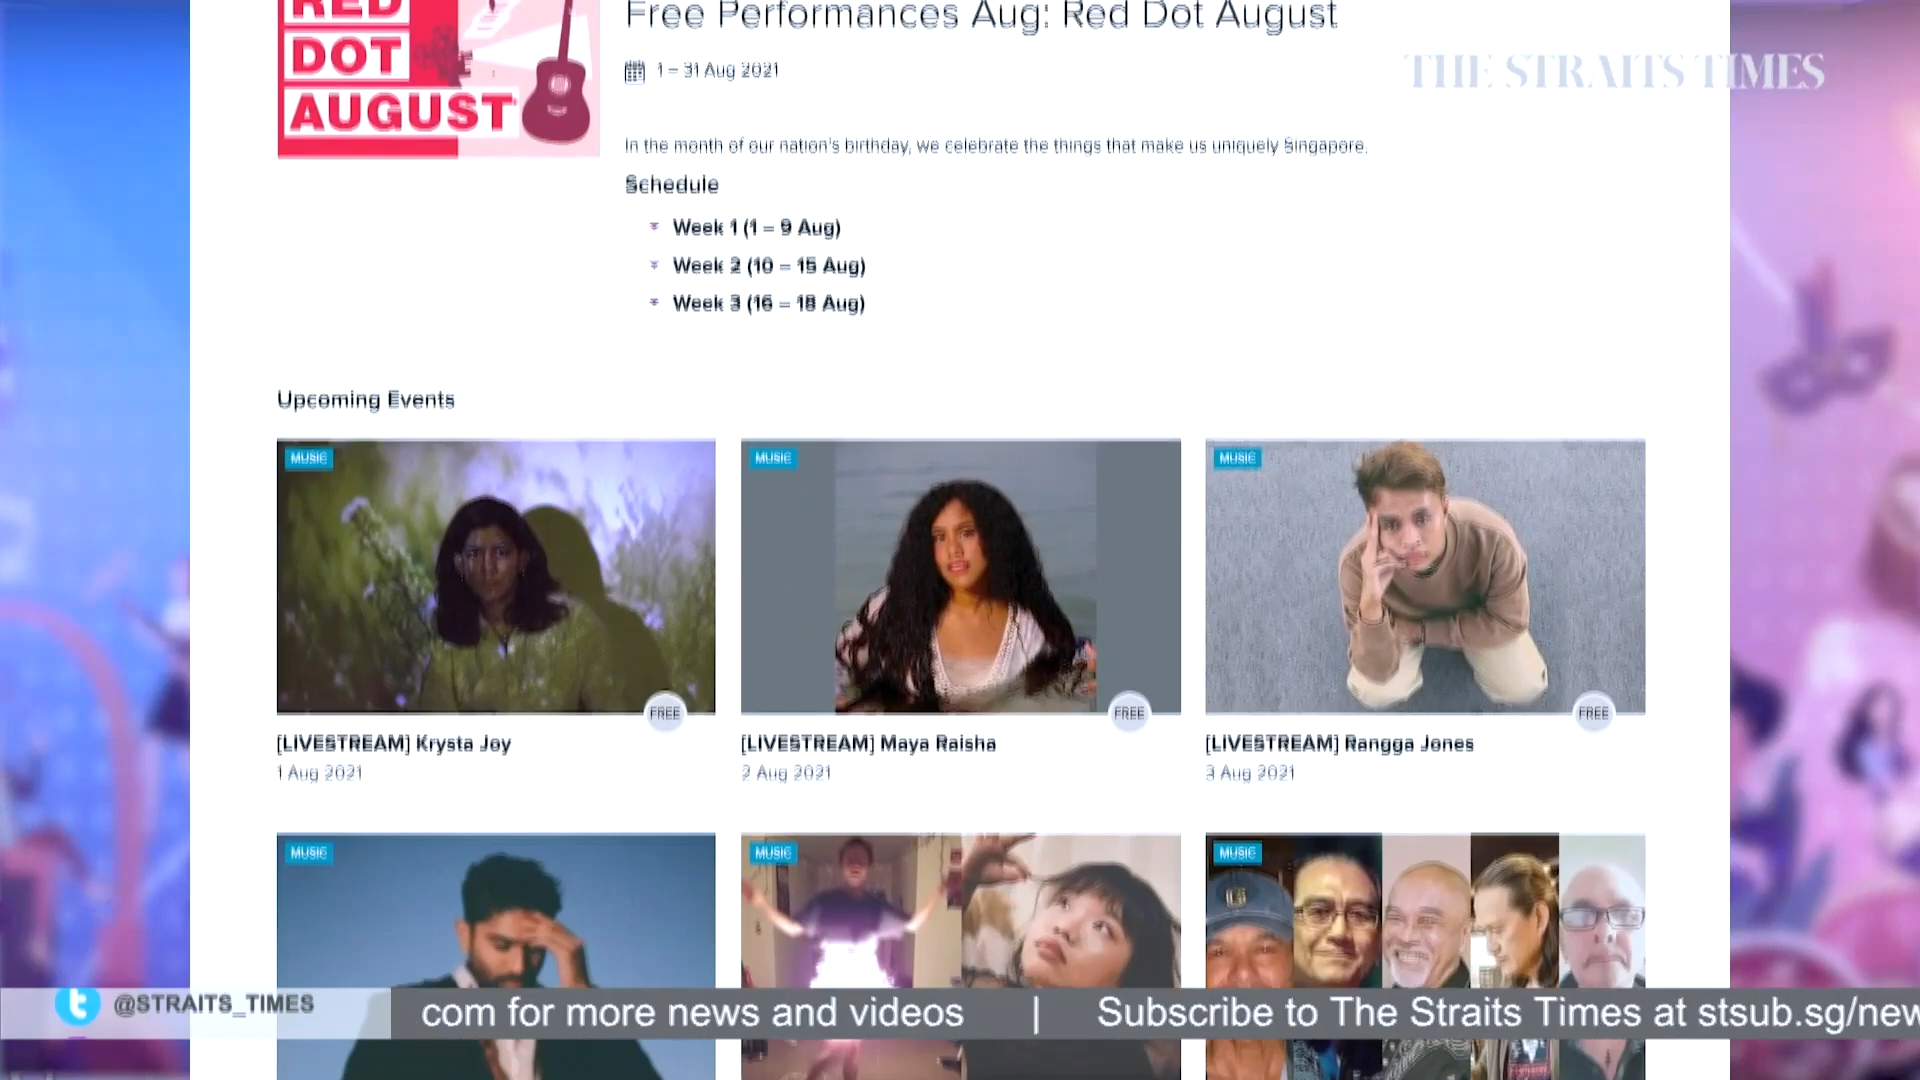 RED
DOT
AUGUST
Free Performances Aug: Red Dot August
1 – 31 Aug 2021
THE STRAITS TIMES
In the month of our nation's birthday, we celebrate the things that make us uniquely Singapore.
Schedule
Week 1 (1 – 9 Aug)
Week 2 (10 – 15 Aug)
Week 3 (16 – 18 Aug)
Upcoming Events
MUSIC
MUSIC
MUSIC
FREE
FREE
FREE
[LIVESTREAM] Krysta Joy
1 Aug 2021
[LIVESTREAM] Maya Raisha
2 Aug 2021
[LIVESTREAM] Rangga Jones
3 Aug 2021
MUSIC
MUSIC
MUSIC
@STRAITS_TIMES
com for more news and videos | Subscribe to The Straits Times at stsub.sg/new